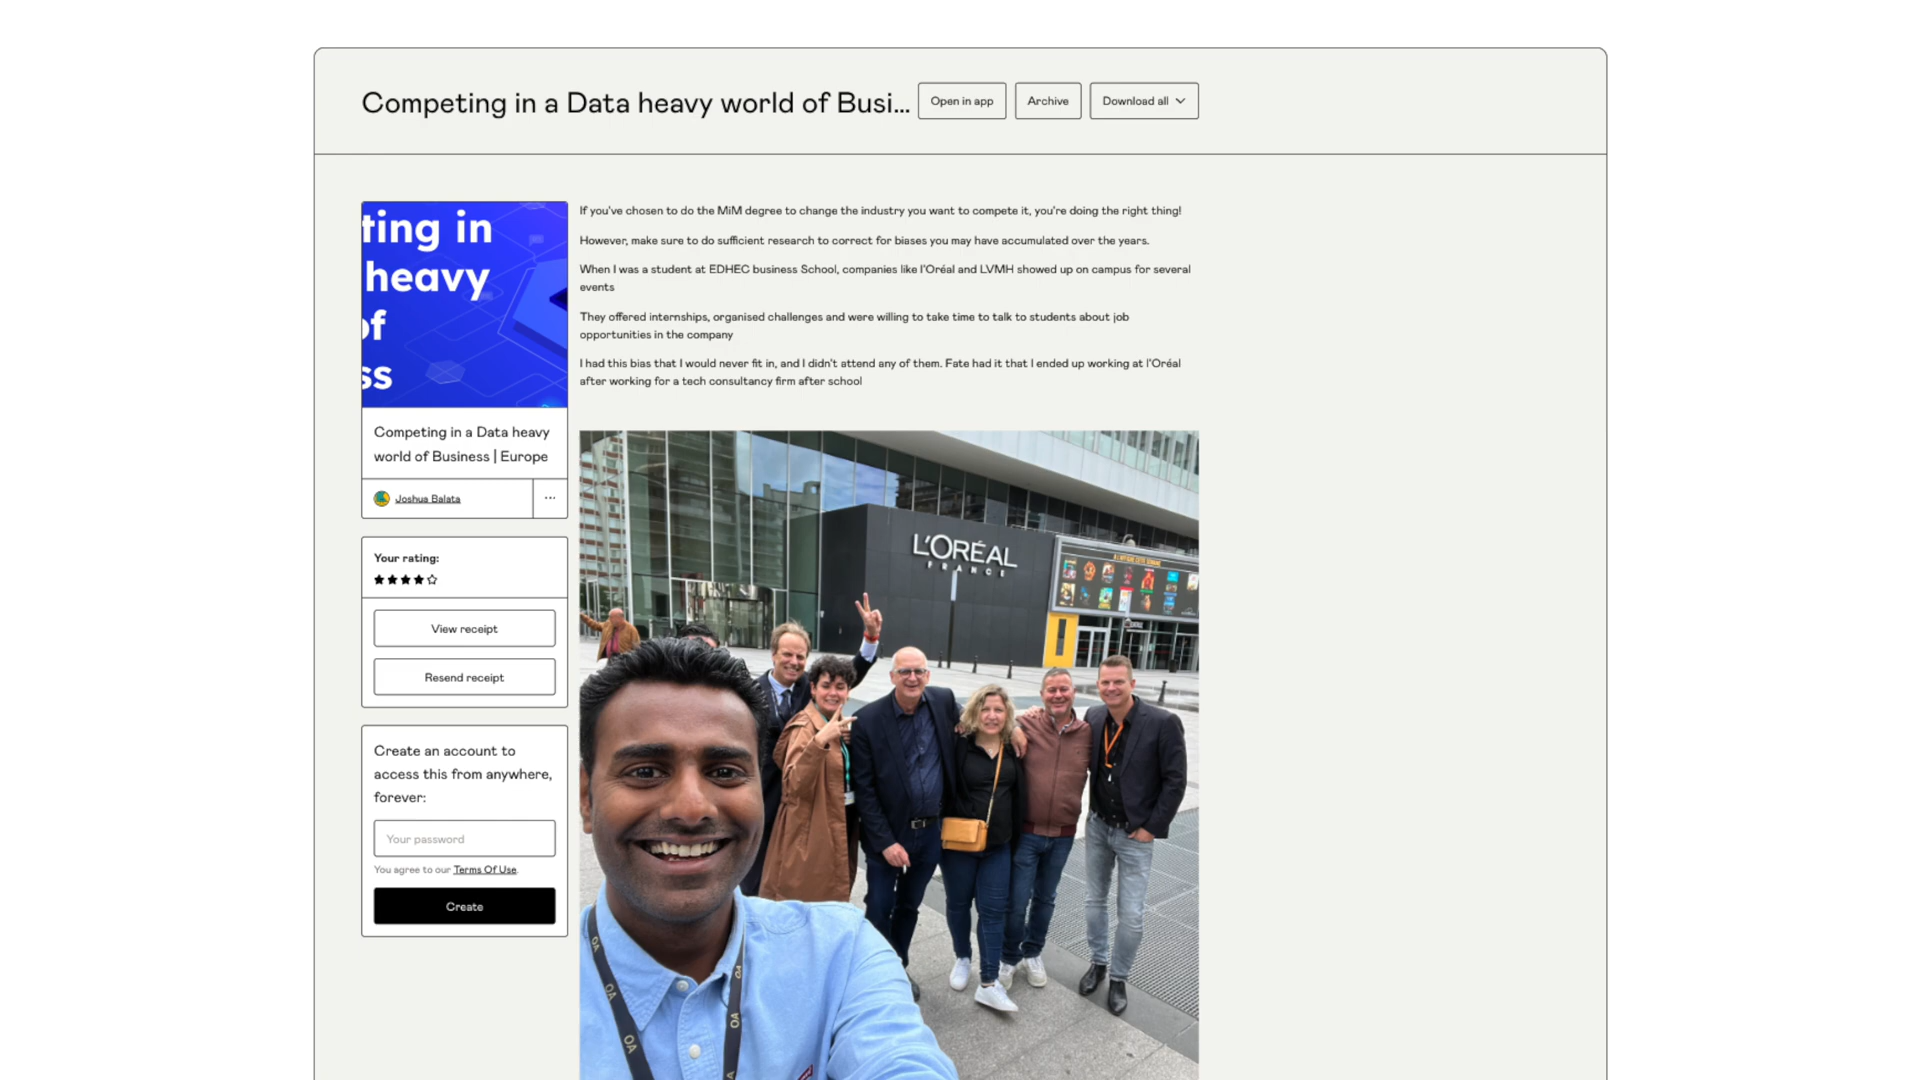 Competing in a Data heavy world of Busi...
Open in app
Archive
Download all
ting in
heavy
of
ss
Competing in a Data heavy
world of Business | Europe
Joshua Balata
...
Your rating:
View receipt
Resend receipt
Create an account to
access this from anywhere,
forever:
Your password
You agree to our Terms Of Use.
Create
If you've chosen to do the MiM degree to change the industry you want to compete it, you're doing the right thing!
However, make sure to do sufficient research to correct for biases you may have accumulated over the years.
When I was a student at EDHEC business School, companies like l'Oréal and LVMH showed up on campus for several
events
They offered internships, organised challenges and were willing to take time to talk to students about job
opportunities in the company
I had this bias that I would never fit in, and I didn't attend any of them. Fate had it that I ended up working at l'Oréal
after working for a tech consultancy firm after school
L'ORÉAL
FRANCE
OA
OA
OA
OA
OA